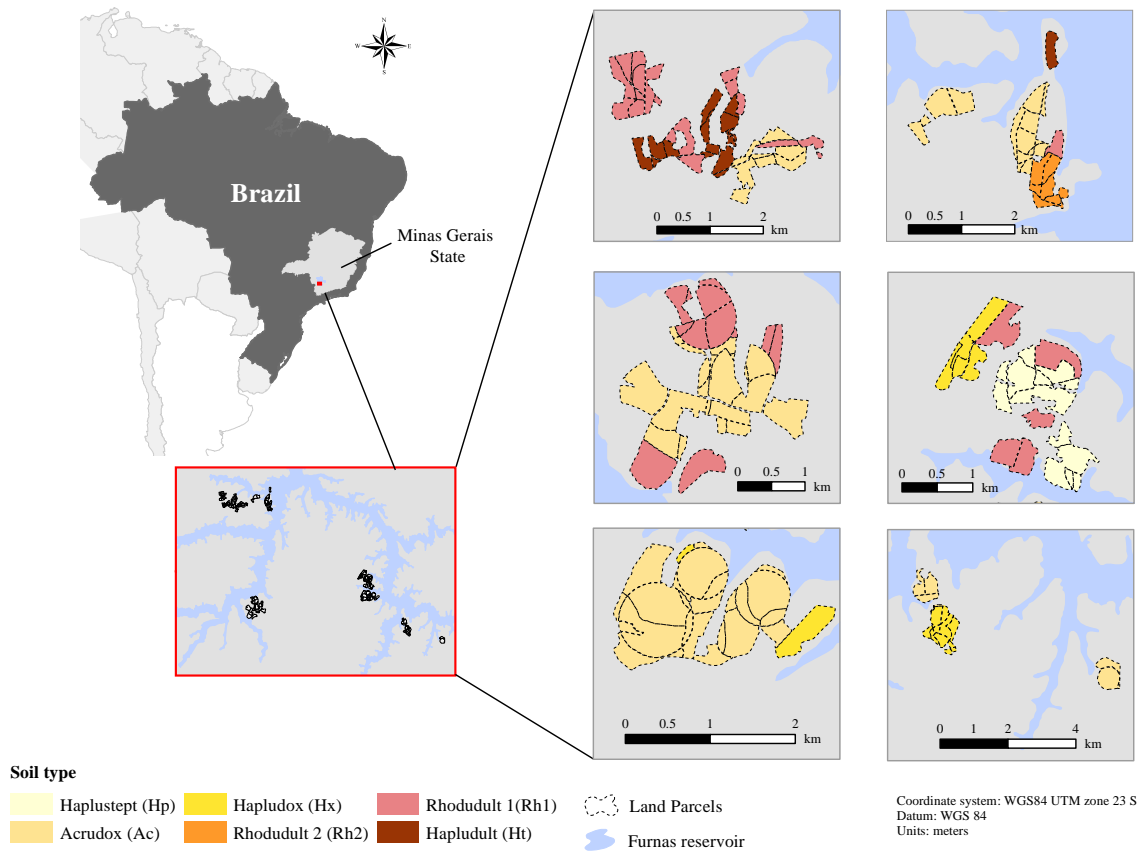 N
W
E
S
Brazil
Minas Gerais
State
0 0.5 1 2
km
0 0.5 1 2
km
0 0.5 1
km
0 0.5 1
km
0 0.5 1 2
km
0 1 2 4
km
Soil type
Haplustept (Hp)
Hapludox (Hx)
Rhodudult 1(Rh1)
Land Parcels
Acrudox (Ac)
Rhodudult 2 (Rh2)
Hapludult (Ht)
Furnas reservoir
Coordinate system: WGS84 UTM zone 23 S
Datum: WGS 84
Units: meters